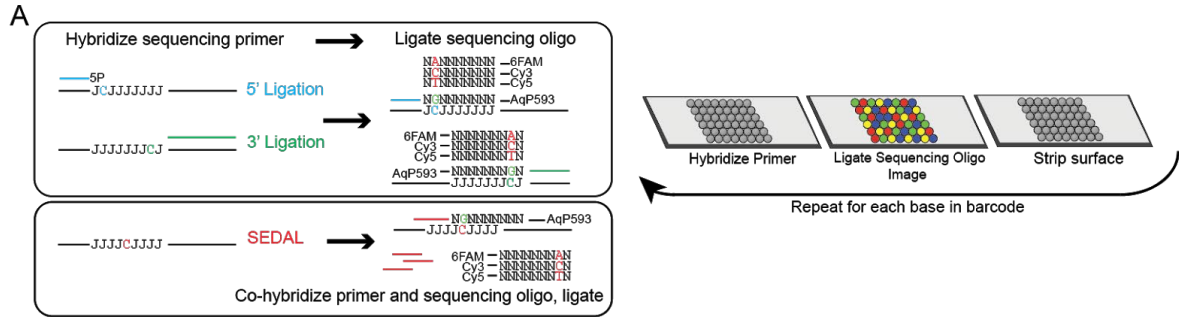 A
Hybridize sequencing primer
Ligate sequencing oligo
5P
JCJJJJJJJ
5' Ligation
NANNNNNNN
6FAM
NCNNNNNNN
Cy3
NTNNNNNNN
Cy5
NGNNNNNNN
AqP593
JCJJJJJJJ
JJJJJJJCJ
3' Ligation
6FAM
NNNNNNNAN
Cy3
NNNNNNNCN
Cy5
NNNNNNNTN
AqP593
NNNNNNNGN
JJJJJJJCJ
JJJJCJJJJ
SEDAL
NGNNNNNNN
AqP593
JJJJCJJJJ
6FAM
NNNNNNNAN
Cy3
NNNNNNNCN
Cy5
NNNNNNNTN
Co-hybridize primer and sequencing oligo, ligate
Hybridize Primer
Ligate Sequencing Oligo
Image
Strip surface
Repeat for each base in barcode